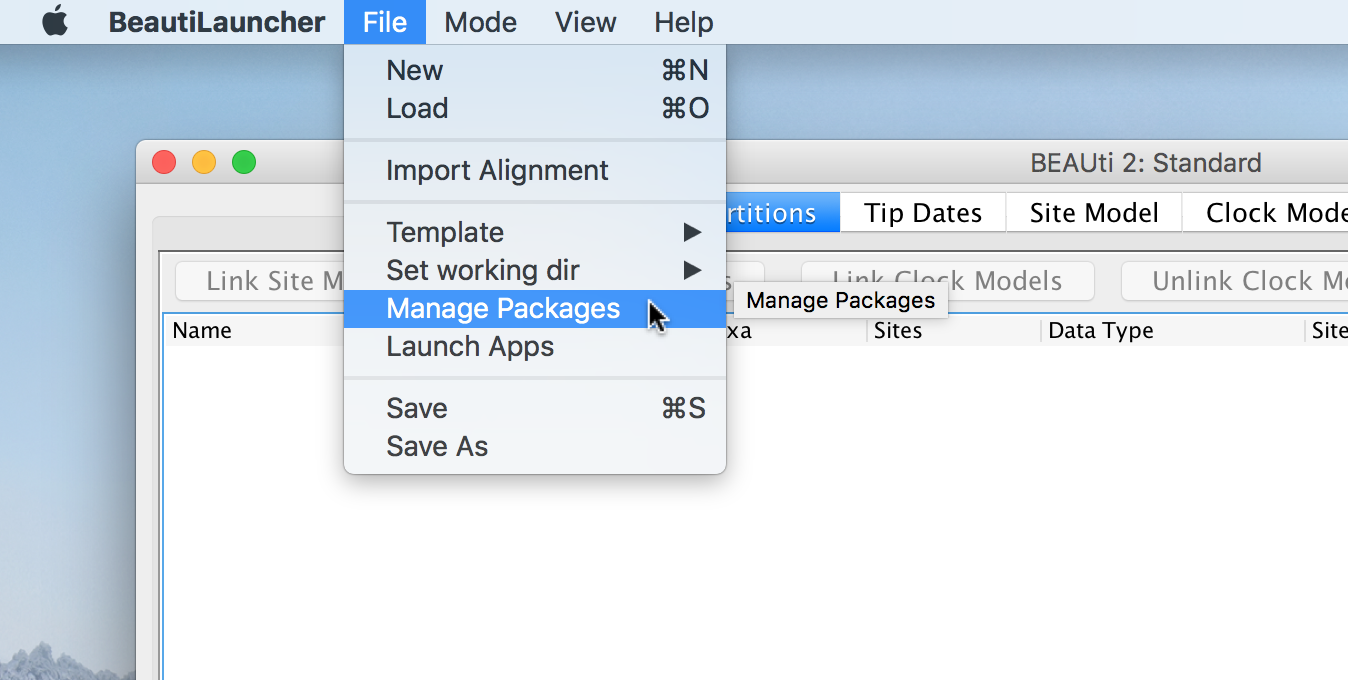 BeautiLauncher File Mode View Help
New ⌘N
Load ⌘O
Import Alignment
Template ▶
Set working dir ▶
Manage Packages
Launch Apps
Save ⌘S
Save As
BEAUti 2: Standard
rtitions Tip Dates Site Model Clock Mode
Link Site M s Link Clock Models Unlink Clock M
Manage Packages
Name xa Sites Data Type Site